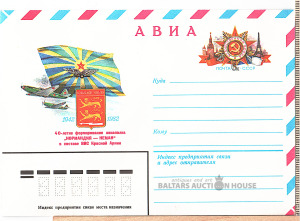 АВИА
ПОЧТА СССР
1942 1982
40-летие формирования авиаполка
«НОРМАНДИЯ — НЕМАН»
в составе ВВС Красной Армии
Куда
Кому
Индекс предприятия связи
и адрес отправителя
BALTARS AUCTION HOUSE
Индекс предприятия связи места назначения